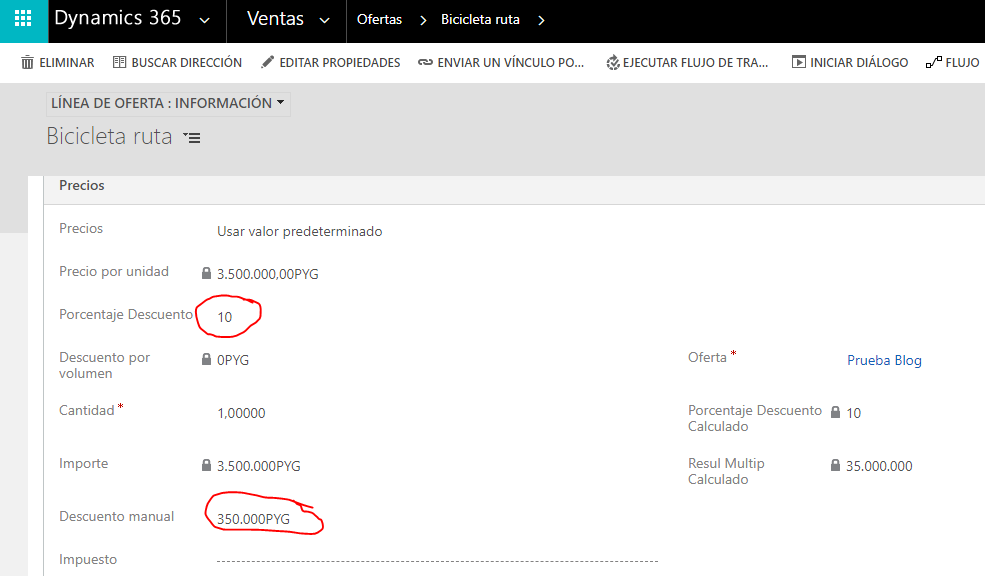 Dynamics 365 Ventas Ofertas Bicicleta ruta
ELIMINAR BUSCAR DIRECCIÓN EDITAR PROPIEDADES ENVIAR UN VÍNCULO PO... EJECUTAR FLUJO DE TRA... INICIAR DIÁLOGO FLUJO
LÍNEA DE OFERTA : INFORMACIÓN
Bicicleta ruta
Precios
Precios Usar valor predeterminado
Precio por unidad 3.500.000,00PYG
Porcentaje Descuento 10
Descuento por volumen 0PYG
Oferta * Prueba Blog
Cantidad * 1,00000
Porcentaje Descuento Calculado 10
Importe 3.500.000PYG
Resul Multip Calculado 35.000.000
Descuento manual 350.000PYG
Impuesto